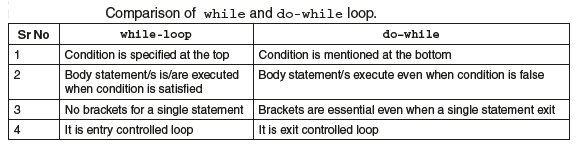 Comparison of while and do-while loop.
Sr No while-loop do-while
1 Condition is specified at the top Condition is mentioned at the bottom
2 Body statement/s is/are executed Body statement/s execute even when condition is false
when condition is satisfied
3 No brackets for a single statement Brackets are essential even when a single statement exit
4 It is entry controlled loop It is exit controlled loop